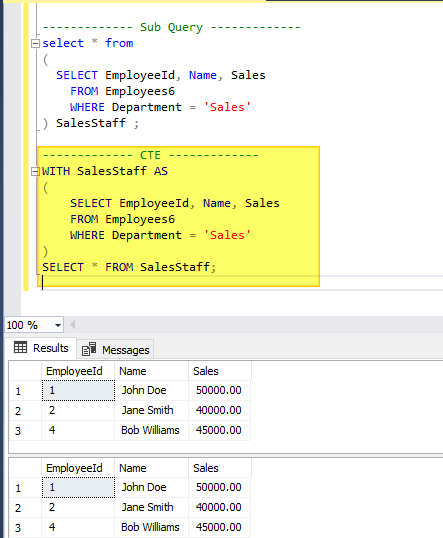 ------------- Sub Query -------------
select * from
(
SELECT EmployeeId, Name, Sales
FROM Employees6
WHERE Department = 'Sales'
) SalesStaff ;
------------- CTE -------------
WITH SalesStaff AS
(
SELECT EmployeeId, Name, Sales
FROM Employees6
WHERE Department = 'Sales'
)
SELECT * FROM SalesStaff;
100 %
Results Messages
EmployeeId Name Sales
1 1 John Doe 50000.00
2 2 Jane Smith 40000.00
3 4 Bob Williams 45000.00
EmployeeId Name Sales
1 1 John Doe 50000.00
2 2 Jane Smith 40000.00
3 4 Bob Williams 45000.00